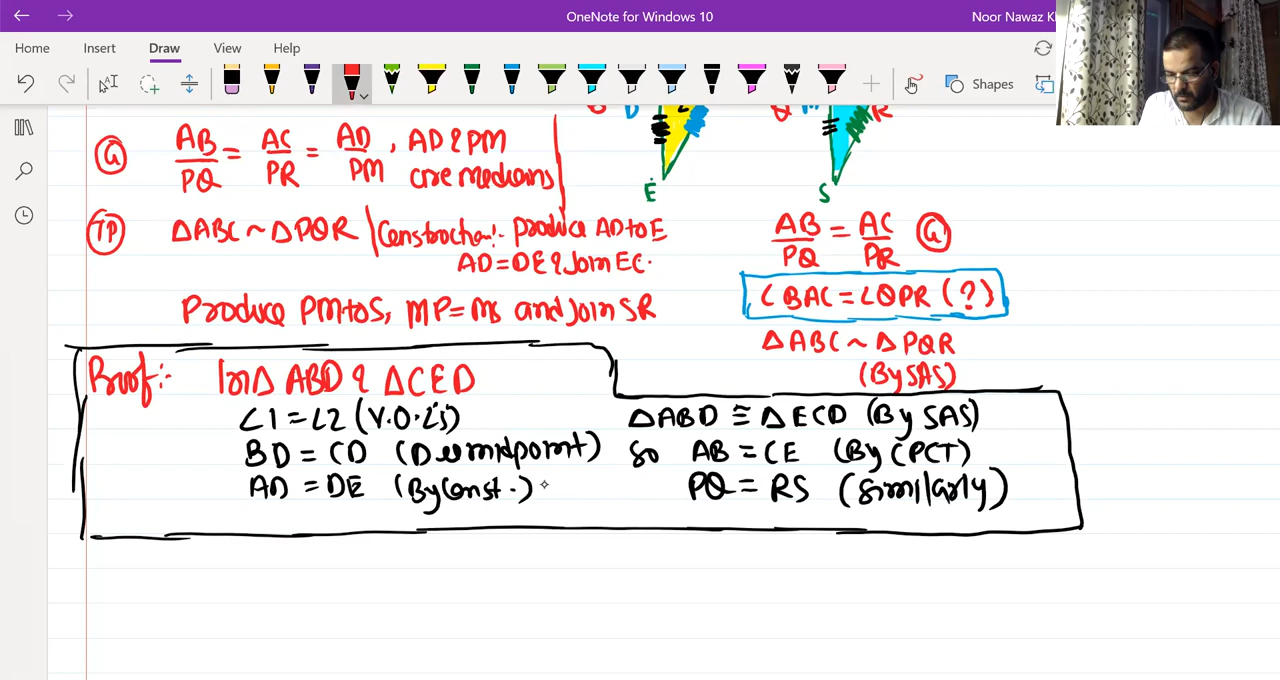 OneNote for Windows 10
Noor Nawaz Kh
Home Insert Draw View Help
Shapes
G AB/PQ = AC/PR = AD/PM , AD & PM are medians
E
S
TP ΔABC ~ ΔPQR | Construction:- produce AD to E
AD = DE & Join EC.
Produce PM to S, MP = MS and Join SR
AB/PQ = AC/PR G
∠BAC = ∠QPR (?)
ΔABC ~ ΔPQR
(By SAS)
Proof:- In Δ ABD & ΔCED
∠1 = ∠2 (V.O.∠'s)
BD = CD (D is midpoint)
AD = DE (By Const.)
ΔABD ≅ ΔECD (By SAS)
So AB = CE (By CPCT)
PQ = RS (Similarly)